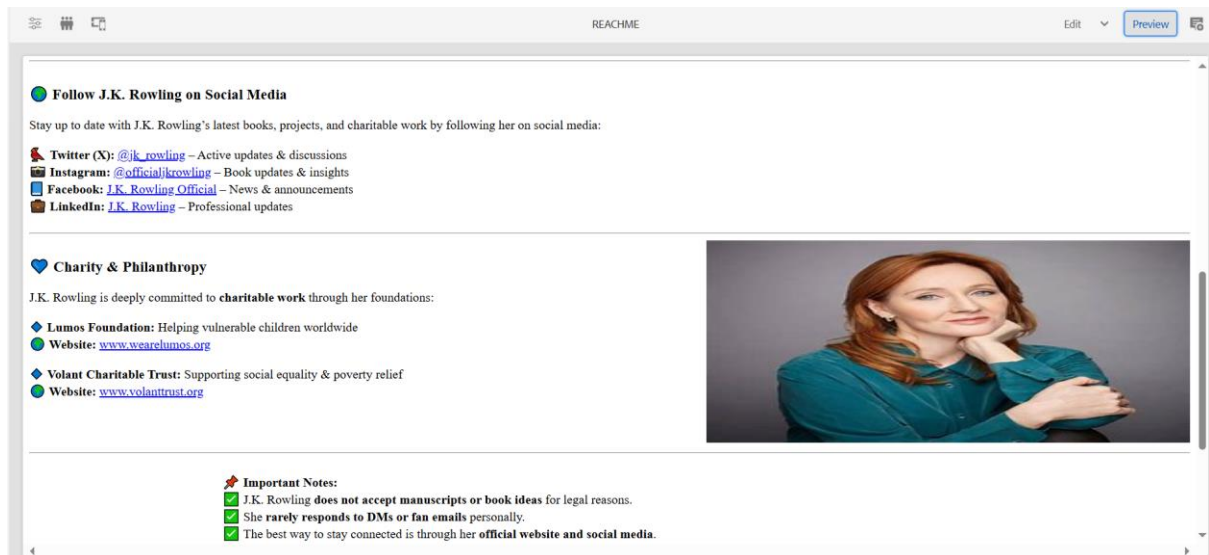 REACHME
Edit
Preview
Follow J.K. Rowling on Social Media
Stay up to date with J.K. Rowling’s latest books, projects, and charitable work by following her on social media:
Twitter (X): @jk_rowling – Active updates & discussions
Instagram: @officialjkrowling – Book updates & insights
Facebook: J.K. Rowling Official – News & announcements
LinkedIn: J.K. Rowling – Professional updates
Charity & Philanthropy
J.K. Rowling is deeply committed to charitable work through her foundations:
Lumos Foundation: Helping vulnerable children worldwide
Website: www.wearelumos.org
Volant Charitable Trust: Supporting social equality & poverty relief
Website: www.volanttrust.org
Important Notes:
J.K. Rowling does not accept manuscripts or book ideas for legal reasons.
She rarely responds to DMs or fan emails personally.
The best way to stay connected is through her official website and social media.